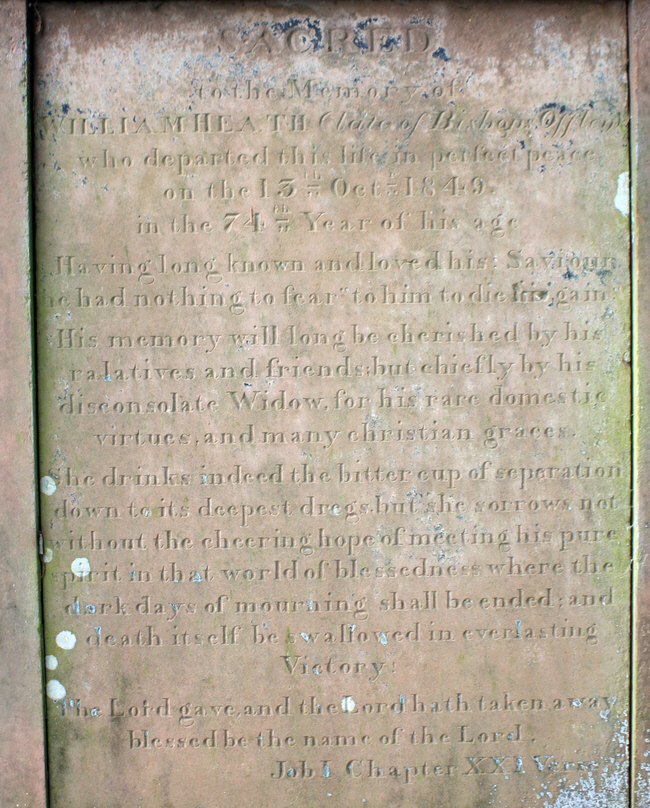 SACRED
to the Memory of
WILLIAM HEATH (late of Bishops Offley)
who departed this life in perfect peace
on the 13th Octr 1849.
in the 74th Year of his age
Having long known and loved his Saviour
he had nothing to fear "to him to die was gain"
His memory will long be cherished by his
ralatives and friends; but chiefly by his
disconsolate Widow, for his rare domestic
virtues, and many christian graces.
She drinks indeed the bitter cup of seperation
down to its deepest dregs, but she sorrows not
without the cheering hope of meeting his pure
spirit in that world of blessedness where the
dark days of mourning shall be ended; and
death itself be swallowed in everlasting
Victory!
The Lord gave, and the Lord hath taken away
blessed be the name of the Lord.
Job I Chapter XXI Verse